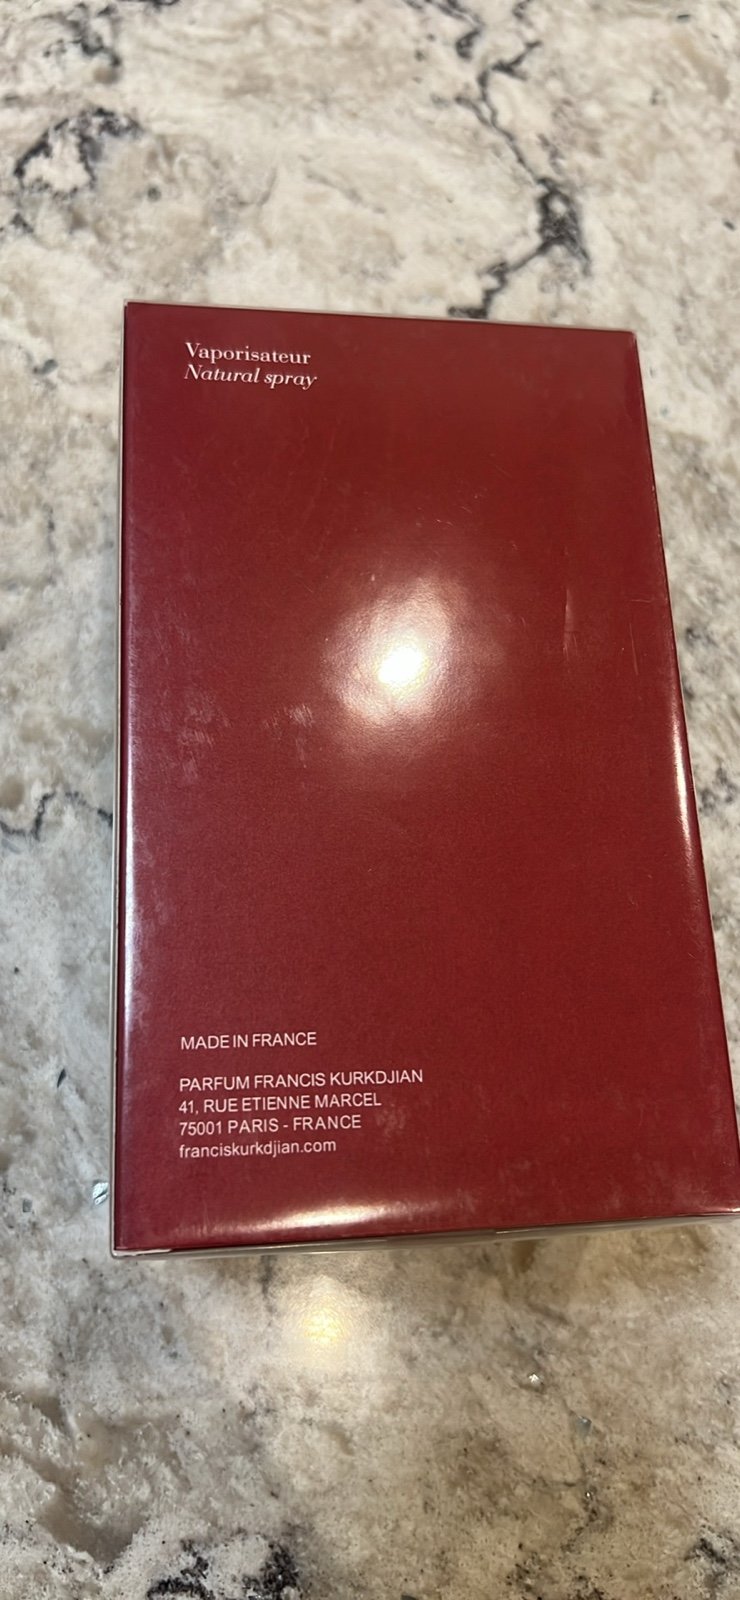 Vaporisateur
Natural spray
MADE IN FRANCE
PARFUM FRANCIS KURKDJIAN
41, RUE ETIENNE MARCEL
75001 PARIS - FRANCE
franciskurkdjian.com